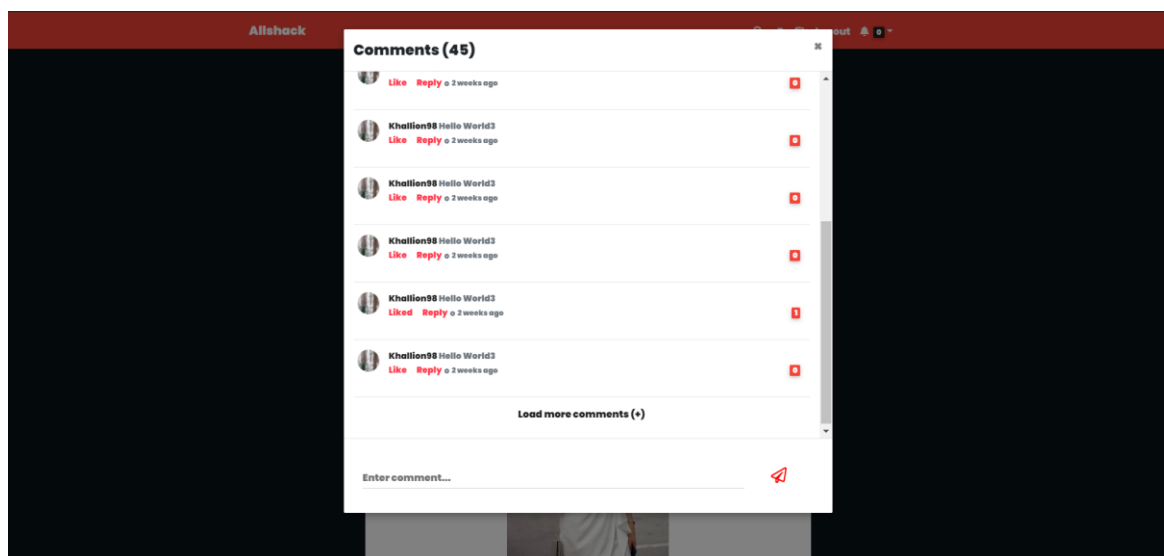 Allshack
out 0
Comments (45)
×
Like Reply 2 weeks ago
0
Khallion98 Hello World3
Like Reply 2 weeks ago
0
Khallion98 Hello World3
Like Reply 2 weeks ago
0
Khallion98 Hello World3
Like Reply 2 weeks ago
0
Khallion98 Hello World3
Liked Reply 2 weeks ago
1
Khallion98 Hello World3
Like Reply 2 weeks ago
0
Load more comments (+)
Enter comment...